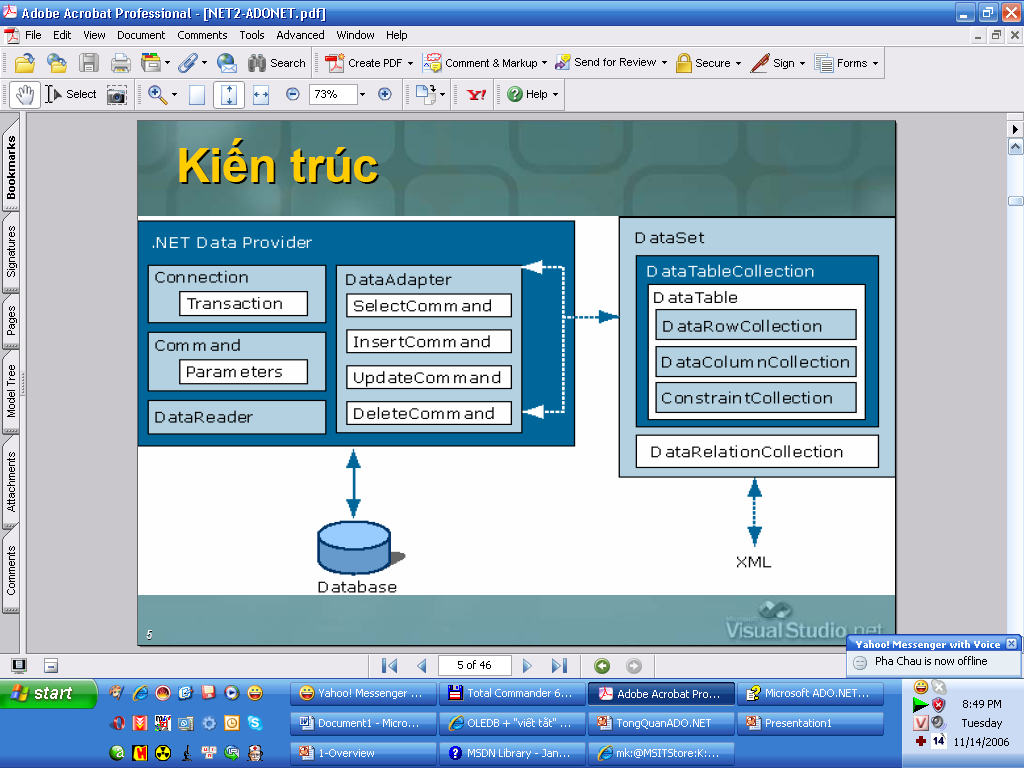 Adobe Acrobat Professional - [NET2-ADONET.pdf]
File Edit View Document Comments Tools Advanced Window Help
Search Create PDF Comment & Markup Send for Review Secure Sign Forms
Select 73% Y! Help
Bookmarks
Signatures
Pages
Model Tree
Attachments
Comments
Kiến trúc
.NET Data Provider
Connection
Transaction
Command
Parameters
DataReader
DataAdapter
SelectCommand
InsertCommand
UpdateCommand
DeleteCommand
Database
DataSet
DataTableCollection
DataTable
DataRowCollection
DataColumnCollection
ConstraintCollection
DataRelationCollection
XML
5
Visual Studio.net
5 of 46
Yahoo! Messenger with Voice
Pha Chau is now offline
start
Yahoo! Messenger ...
Total Commander 6...
Adobe Acrobat Pro...
Microsoft ADO.NET...
Document1 - Micro...
OLEDB + "viết tắt" ...
TongQuanADO.NET
Presentation1
1-Overview
MSDN Library - Jan...
mk:@MSITStore:K:...
8:49 PM
Tuesday
14 11/14/2006